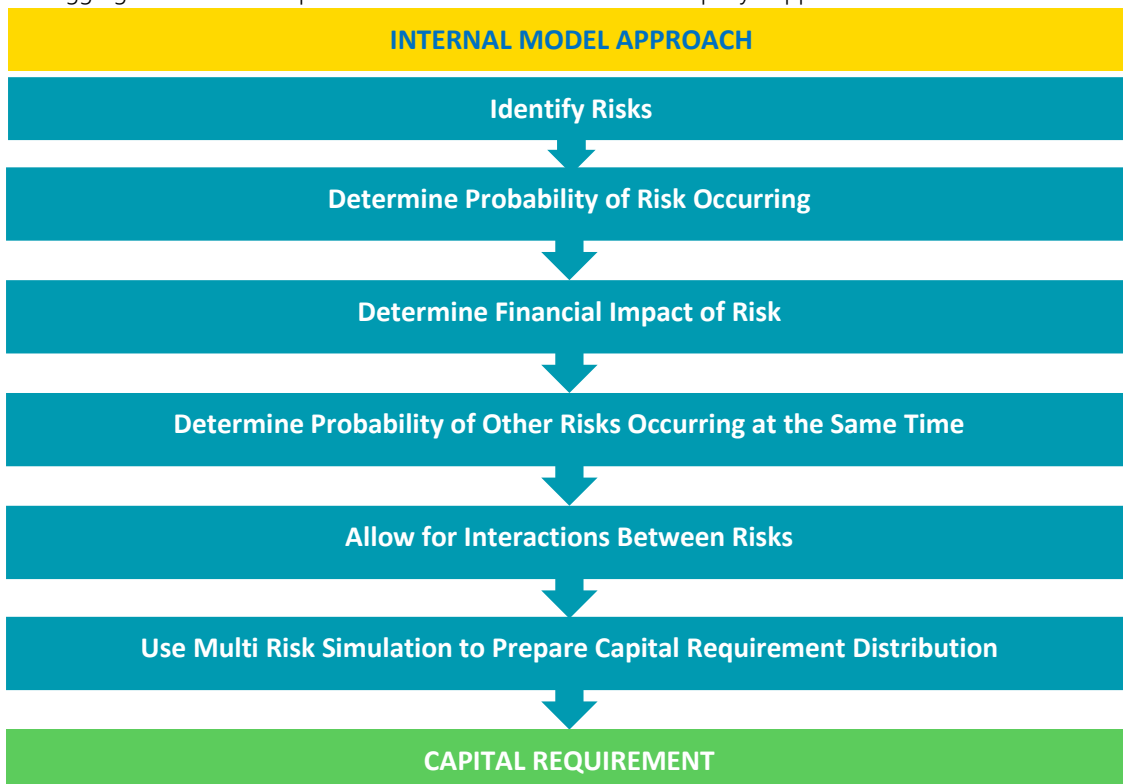 INTERNAL MODEL APPROACH
Identify Risks
Determine Probability of Risk Occurring
Determine Financial Impact of Risk
Determine Probability of Other Risks Occurring at the Same Time
Allow for Interactions Between Risks
Use Multi Risk Simulation to Prepare Capital Requirement Distribution
CAPITAL REQUIREMENT